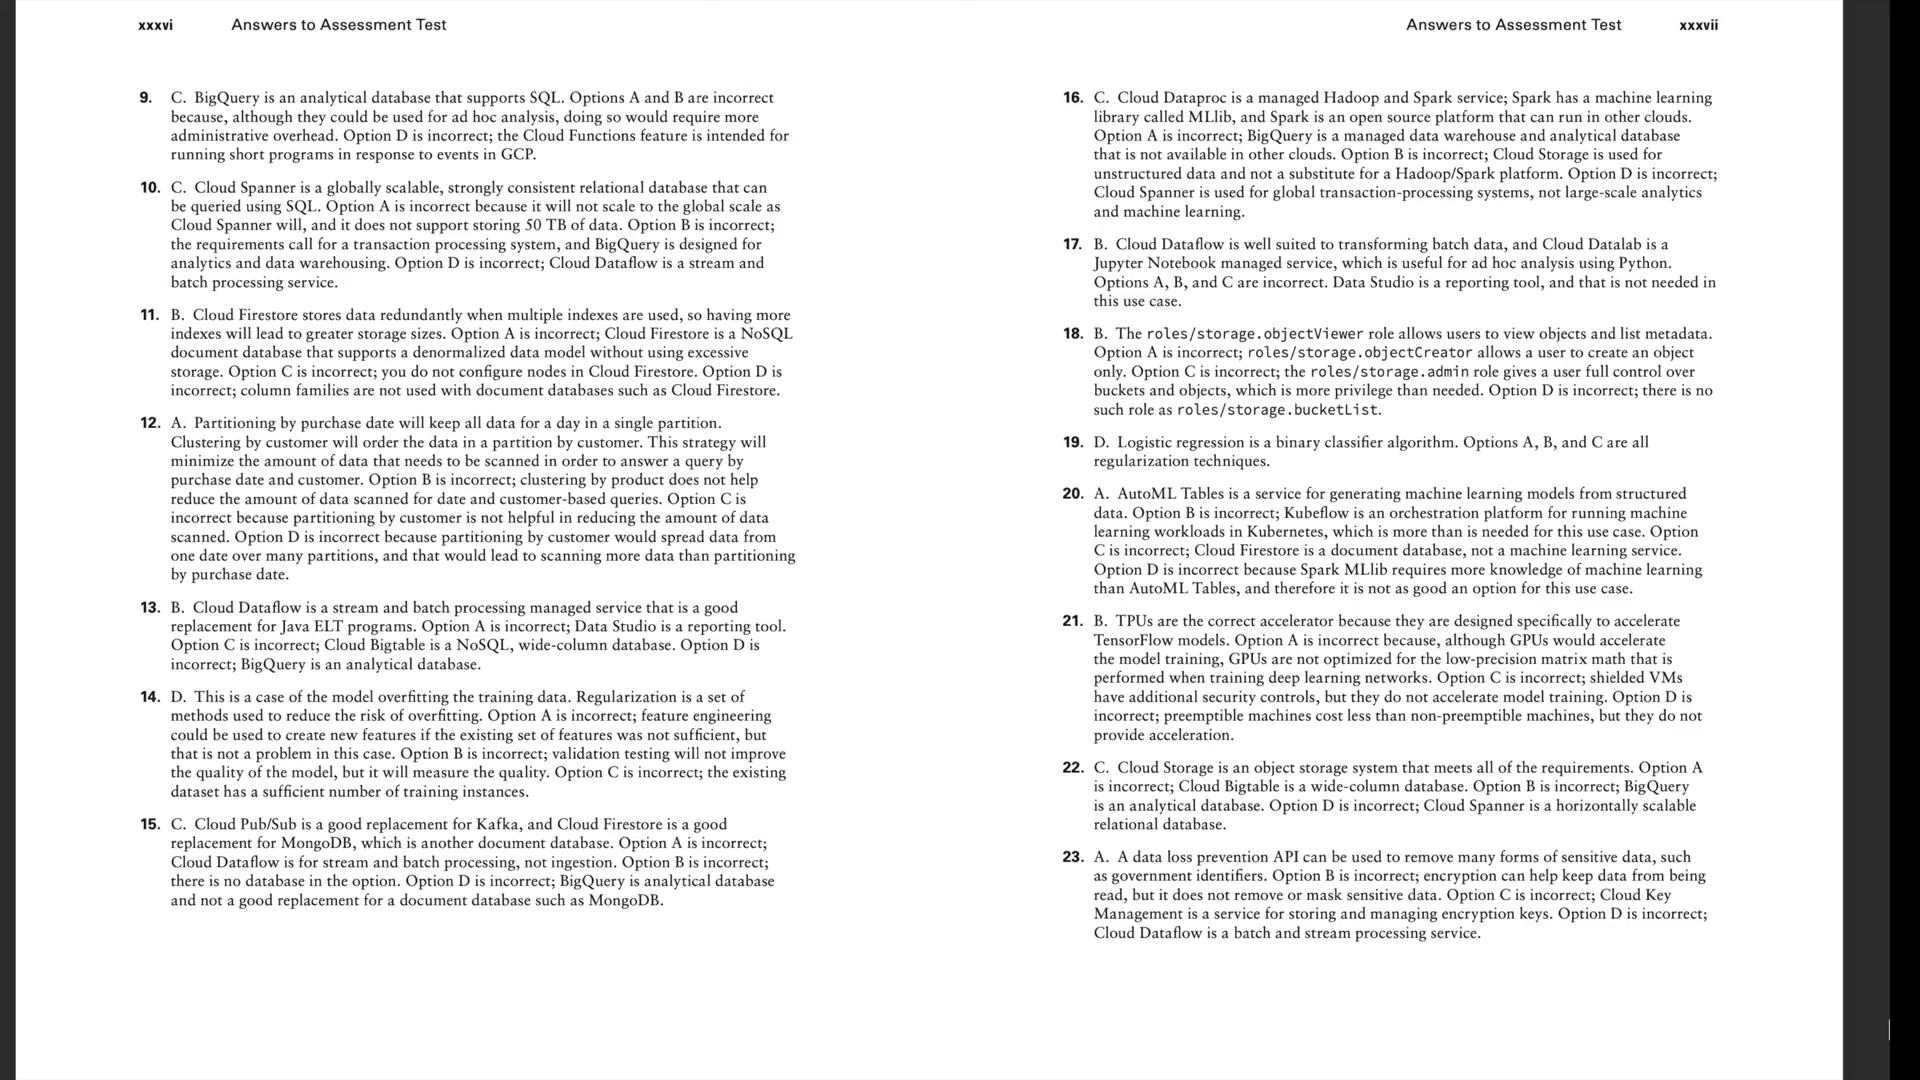 xxxvi Answers to Assessment Test
9. C. BigQuery is an analytical database that supports SQL. Options A and B are incorrect
because, although they could be used for ad hoc analysis, doing so would require more
administrative overhead. Option D is incorrect; the Cloud Functions feature is intended for
running short programs in response to events in GCP.
10. C. Cloud Spanner is a globally scalable, strongly consistent relational database that can
be queried using SQL. Option A is incorrect because it will not scale to the global scale as
Cloud Spanner will, and it does not support storing 50 TB of data. Option B is incorrect;
the requirements call for a transaction processing system, and BigQuery is designed for
analytics and data warehousing. Option D is incorrect; Cloud Dataflow is a stream and
batch processing service.
11. B. Cloud Firestore stores data redundantly when multiple indexes are used, so having more
indexes will lead to greater storage sizes. Option A is incorrect; Cloud Firestore is a NoSQL
document database that supports a denormalized data model without using excessive
storage. Option C is incorrect; you do not configure nodes in Cloud Firestore. Option D is
incorrect; column families are not used with document databases such as Cloud Firestore.
12. A. Partitioning by purchase date will keep all data for a day in a single partition.
Clustering by customer will order the data in a partition by customer. This strategy will
minimize the amount of data that needs to be scanned in order to answer a query by
purchase date and customer. Option B is incorrect; clustering by product does not help
reduce the amount of data scanned for date and customer-based queries. Option C is
incorrect because partitioning by customer is not helpful in reducing the amount of data
scanned. Option D is incorrect because partitioning by customer would spread data from
one date over many partitions, and that would lead to scanning more data than partitioning
by purchase date.
13. B. Cloud Dataflow is a stream and batch processing managed service that is a good
replacement for Java ELT programs. Option A is incorrect; Data Studio is a reporting tool.
Option C is incorrect; Cloud Bigtable is a NoSQL, wide-column database. Option D is
incorrect; BigQuery is an analytical database.
14. D. This is a case of the model overfitting the training data. Regularization is a set of
methods used to reduce the risk of overfitting. Option A is incorrect; feature engineering
could be used to create new features if the existing set of features was not sufficient, but
that is not a problem in this case. Option B is incorrect; validation testing will not improve
the quality of the model, but it will measure the quality. Option C is incorrect; the existing
dataset has a sufficient number of training instances.
15. C. Cloud Pub/Sub is a good replacement for Kafka, and Cloud Firestore is a good
replacement for MongoDB, which is another document database. Option A is incorrect;
Cloud Dataflow is for stream and batch processing, not ingestion. Option B is incorrect;
there is no database in the option. Option D is incorrect; BigQuery is analytical database
and not a good replacement for a document database such as MongoDB.
Answers to Assessment Test xxxvii
16. C. Cloud Dataproc is a managed Hadoop and Spark service; Spark has a machine learning
library called MLlib, and Spark is an open source platform that can run in other clouds.
Option A is incorrect; BigQuery is a managed data warehouse and analytical database
that is not available in other clouds. Option B is incorrect; Cloud Storage is used for
unstructured data and not a substitute for a Hadoop/Spark platform. Option D is incorrect;
Cloud Spanner is used for global transaction-processing systems, not large-scale analytics
and machine learning.
17. B. Cloud Dataflow is well suited to transforming batch data, and Cloud Datalab is a
Jupyter Notebook managed service, which is useful for ad hoc analysis using Python.
Options A, B, and C are incorrect. Data Studio is a reporting tool, and that is not needed in
this use case.
18. B. The roles/storage.objectViewer role allows users to view objects and list metadata.
Option A is incorrect; roles/storage.objectCreator allows a user to create an object
only. Option C is incorrect; the roles/storage.admin role gives a user full control over
buckets and objects, which is more privilege than needed. Option D is incorrect; there is no
such role as roles/storage.bucketList.
19. D. Logistic regression is a binary classifier algorithm. Options A, B, and C are all
regularization techniques.
20. A. AutoML Tables is a service for generating machine learning models from structured
data. Option B is incorrect; Kubeflow is an orchestration platform for running machine
learning workloads in Kubernetes, which is more than is needed for this use case. Option
C is incorrect; Cloud Firestore is a document database, not a machine learning service.
Option D is incorrect because Spark MLlib requires more knowledge of machine learning
than AutoML Tables, and therefore it is not as good an option for this use case.
21. B. TPUs are the correct accelerator because they are designed specifically to accelerate
TensorFlow models. Option A is incorrect because, although GPUs would accelerate
the model training, GPUs are not optimized for the low-precision matrix math that is
performed when training deep learning networks. Option C is incorrect; shielded VMs
have additional security controls, but they do not accelerate model training. Option D is
incorrect; preemptible machines cost less than non-preemptible machines, but they do not
provide acceleration.
22. C. Cloud Storage is an object storage system that meets all of the requirements. Option A
is incorrect; Cloud Bigtable is a wide-column database. Option B is incorrect; BigQuery
is an analytical database. Option D is incorrect; Cloud Spanner is a horizontally scalable
relational database.
23. A. A data loss prevention API can be used to remove many forms of sensitive data, such
as government identifiers. Option B is incorrect; encryption can help keep data from being
read, but it does not remove or mask sensitive data. Option C is incorrect; Cloud Key
Management is a service for storing and managing encryption keys. Option D is incorrect;
Cloud Dataflow is a batch and stream processing service.